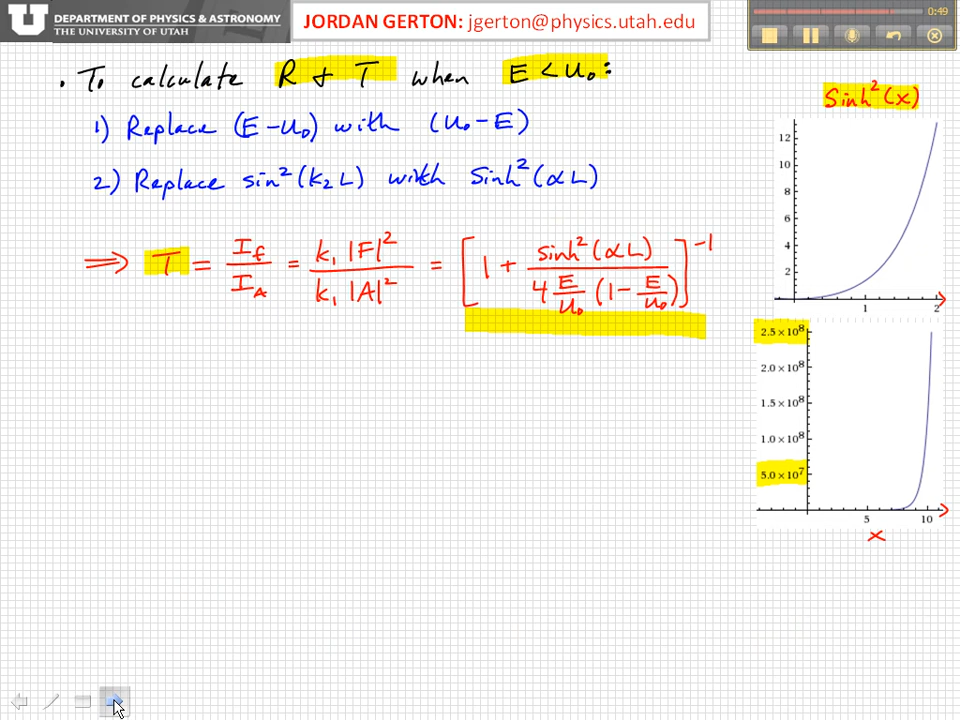 U DEPARTMENT OF PHYSICS & ASTRONOMY
THE UNIVERSITY OF UTAH
JORDAN GERTON: jgerton@physics.utah.edu
0:49
. To calculate R & T when E < U₀:
1) Replace (E-U₀) with (U₀-E)
2) Replace sin²(k₂L) with Sinh²(αL)
⇒ T = I_F/I_A = k₁|F|²/k₁|A|² = [1 + sinh²(αL)/(4 E/U₀ (1 - E/U₀))]⁻¹
Sinh²(x)
12
10
8
6
4
2
1 2
2.5×10⁸
2.0×10⁸
1.5×10⁸
1.0×10⁸
5.0×10⁷
5 10
x